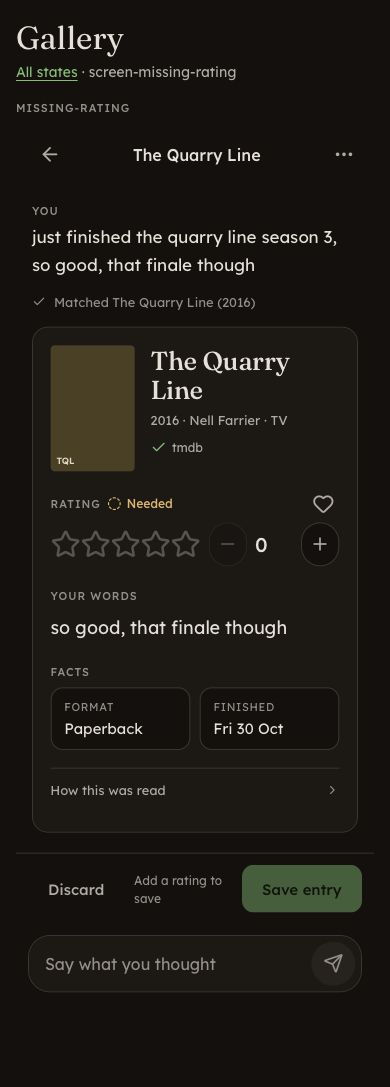 Gallery
All states · screen-missing-rating
MISSING-RATING
The Quarry Line
YOU
just finished the quarry line season 3,
so good, that finale though
Matched The Quarry Line (2016)
The Quarry
Line
2016 · Nell Farrier · TV
tmdb
TQL
RATING Needed
0
YOUR WORDS
so good, that finale though
FACTS
FORMAT
Paperback
FINISHED
Fri 30 Oct
How this was read
Discard
Add a rating to
save
Save entry
Say what you thought